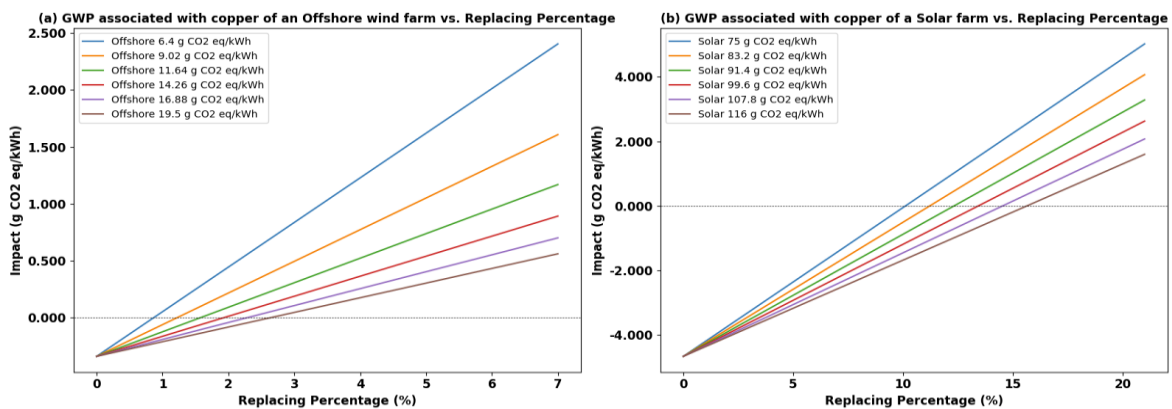 (a) GWP associated with copper of an Offshore wind farm vs. Replacing Percentage
2.500
2.000
1.500
1.000
0.500
0.000
Impact (g CO2 eq/kWh)
Offshore 6.4 g CO2 eq/kWh
Offshore 9.02 g CO2 eq/kWh
Offshore 11.64 g CO2 eq/kWh
Offshore 14.26 g CO2 eq/kWh
Offshore 16.88 g CO2 eq/kWh
Offshore 19.5 g CO2 eq/kWh
0 1 2 3 4 5 6 7
Replacing Percentage (%)
(b) GWP associated with copper of a Solar farm vs. Replacing Percentage
4.000
2.000
0.000
-2.000
-4.000
Impact (g CO2 eq/kWh)
Solar 75 g CO2 eq/kWh
Solar 83.2 g CO2 eq/kWh
Solar 91.4 g CO2 eq/kWh
Solar 99.6 g CO2 eq/kWh
Solar 107.8 g CO2 eq/kWh
Solar 116 g CO2 eq/kWh
0 5 10 15 20
Replacing Percentage (%)